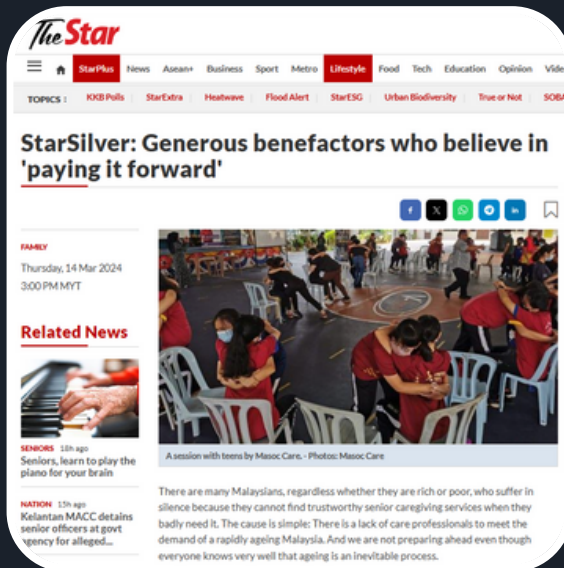 The Star
StarPlus News Asean+ Business Sport Metro Lifestyle Food Tech Education Opinion
TOPICS : KKB Polls StarExtra Heatwave Flood Alert StarESG Urban Biodiversity True or Not
StarSilver: Generous benefactors who believe in
'paying it forward'
FAMILY
Thursday, 14 Mar 2024
3:00 PM MYT
Related News
SENIORS 18h ago
Seniors, learn to play the
piano for your brain
NATION 15h ago
Kelantan MACC detains
senior officers at govt
agency for alleged...
A session with teens by Masoc Care. - Photos: Masoc Care
There are many Malaysians, regardless whether they are rich or poor, who suffer in
silence because they cannot find trustworthy senior caregiving services when they
badly need it. The cause is simple: There is a lack of care professionals to meet the
demand of a rapidly ageing Malaysia. And we are not preparing ahead even though
everyone knows very well that ageing is an inevitable process.